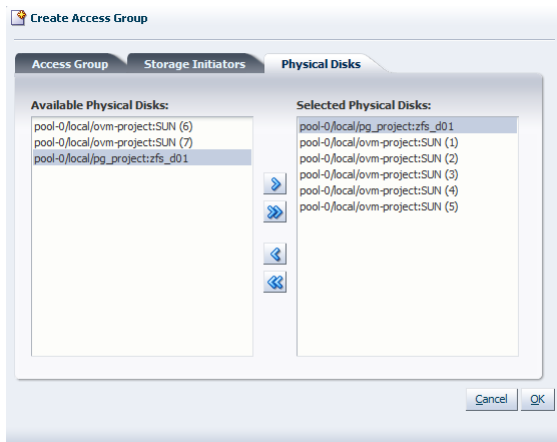 Create Access Group
Access Group Storage Initiators Physical Disks
Available Physical Disks:
pool-0/local/ovm-project:SUN (6)
pool-0/local/ovm-project:SUN (7)
pool-0/local/pg_project:zfs_d01
Selected Physical Disks:
pool-0/local/pg_project:zfs_d01
pool-0/local/ovm-project:SUN (1)
pool-0/local/ovm-project:SUN (2)
pool-0/local/ovm-project:SUN (3)
pool-0/local/ovm-project:SUN (4)
pool-0/local/ovm-project:SUN (5)
Cancel OK